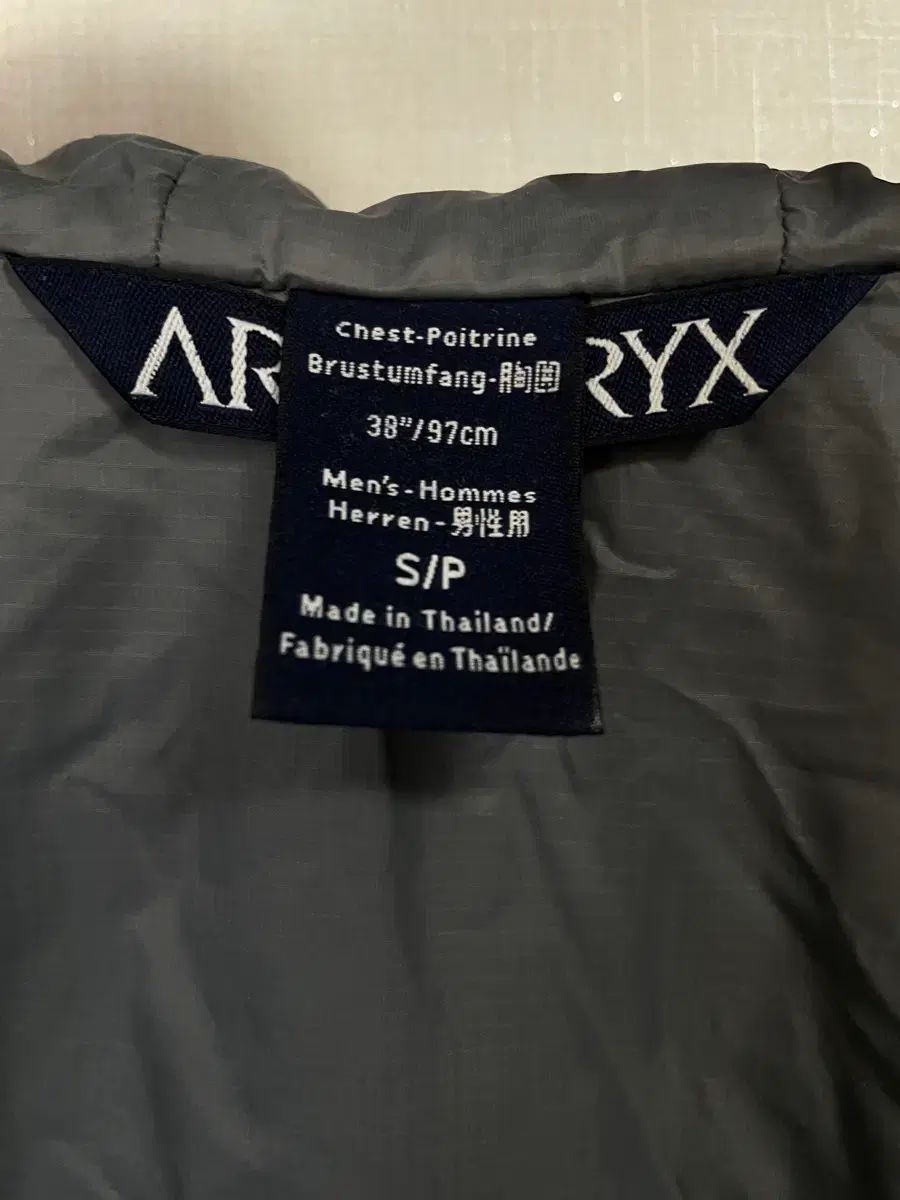 AR RYX
Chest-Poitrine
Brustumfang-胸囲
38"/97cm
Men's-Hommes
Herren-男性用
S/P
Made in Thailand/
Fabriqué en Thaïlande